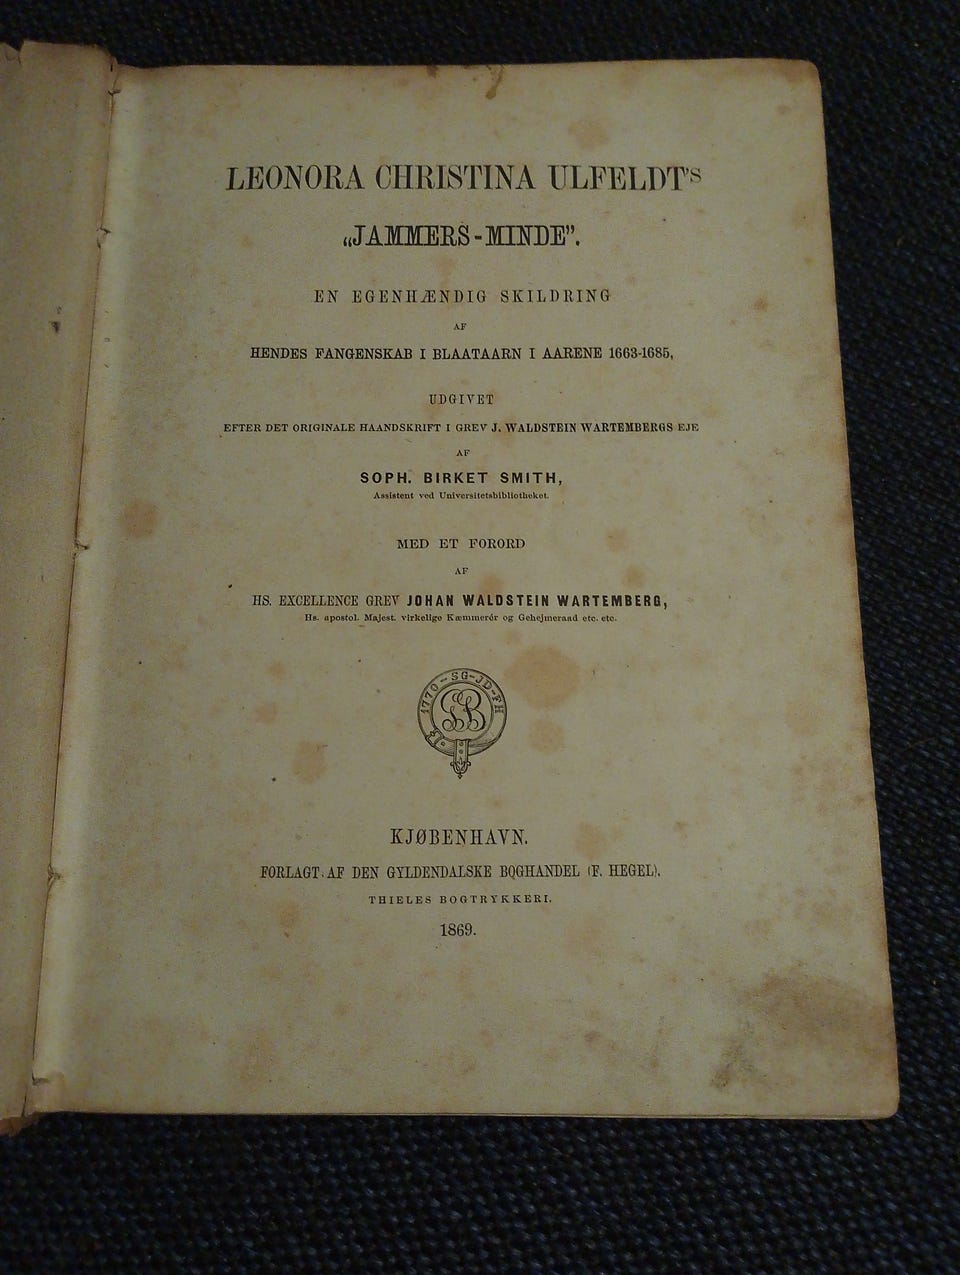 LEONORA CHRISTINA ULFELDT'S
„JAMMERS-MINDE”.
EN EGENHÆNDIG SKILDRING
AF
HENDES FANGENSKAB I BLAATAARN I AARENE 1663-1685,
UDGIVET
EFTER DET ORIGINALE HAANDSKRIFT I GREV J. WALDSTEIN WARTEMBERGS EJE
AF
SOPH. BIRKET SMITH,
Assistent ved Universitetsbibliotheket.
MED ET FORORD
AF
HS. EXCELLENCE GREV JOHAN WALDSTEIN WARTEMBERG,
Hs. apostol. Majest. virkelige Kæmmerér og Gehejmeraad etc. etc.
1770-SG-JD-FH
GB
KJØBENHAVN.
FORLAGT AF DEN GYLDENDALSKE BOGHANDEL (F. HEGEL).
THIELES BOGTRYKKERI.
1869.